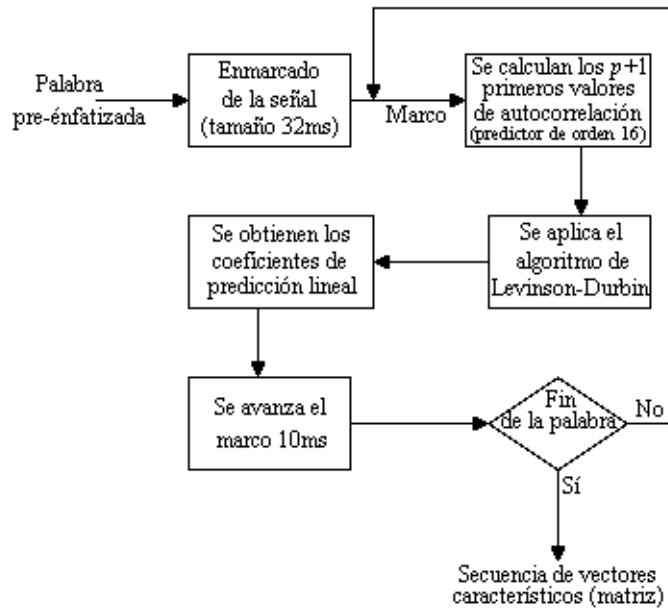 Palabra
pre-énfatizada
Enmarcado
de la señal
(tamaño 32ms)
Marco
Se calculan los p+1
primeros valores
de autocorrelación
(predictor de orden 16)
Se obtienen los
coeficientes de
predicción lineal
Se aplica el
algoritmo de
Levinson-Durbin
Se avanza el
marco 10ms
Fin
de la palabra
No
Sí
Secuencia de vectores
característicos (matriz)